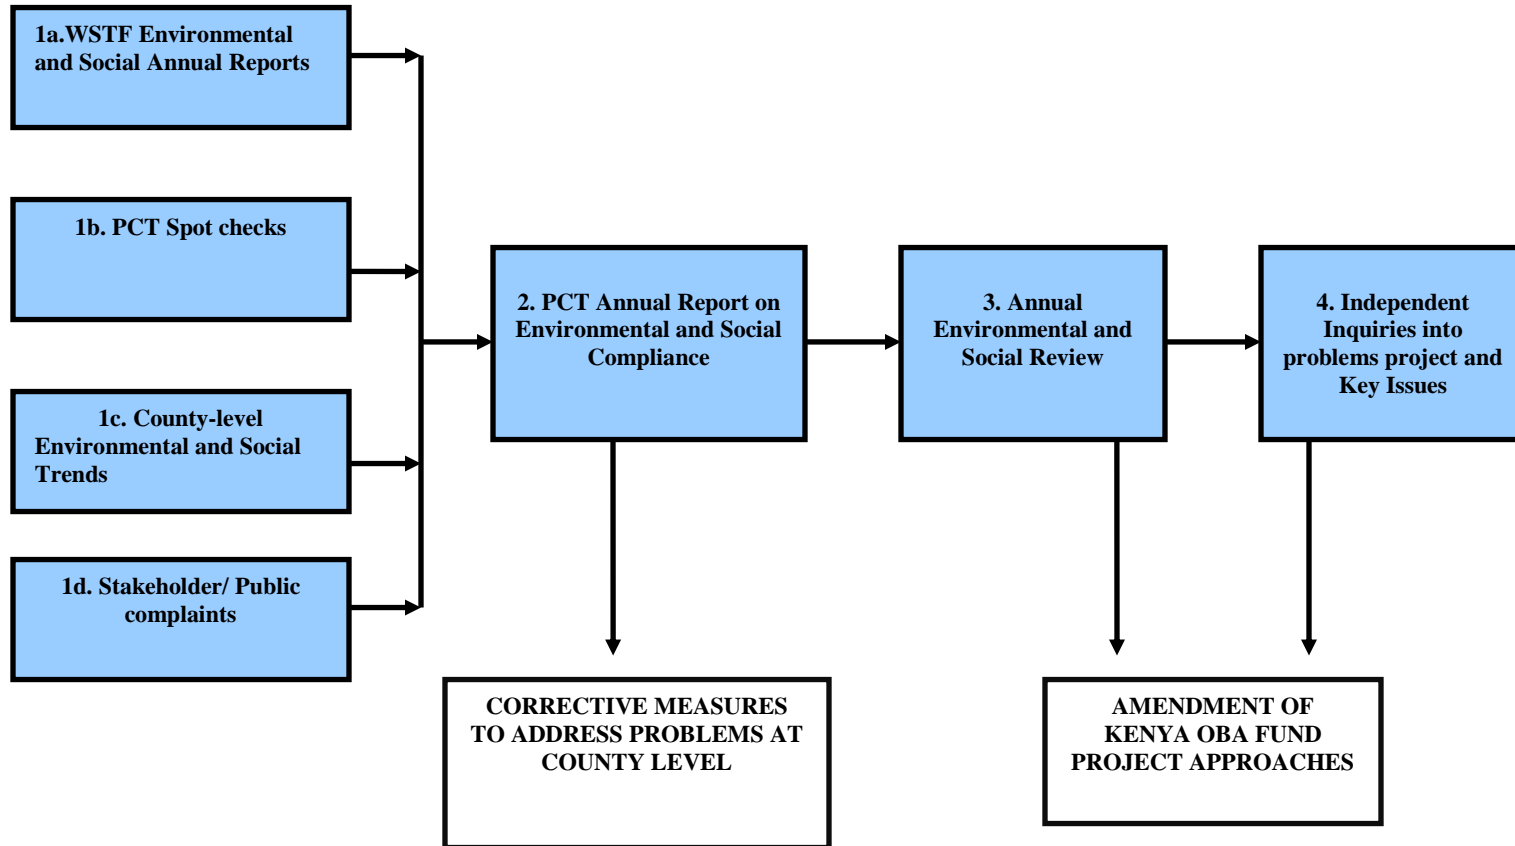 1a.WSTF Environmental
and Social Annual Reports
1b. PCT Spot checks
1c. County-level
Environmental and Social
Trends
1d. Stakeholder/ Public
complaints
2. PCT Annual Report on
Environmental and Social
Compliance
3. Annual
Environmental and
Social Review
4. Independent
Inquiries into
problems project and
Key Issues
CORRECTIVE MEASURES
TO ADDRESS PROBLEMS AT
COUNTY LEVEL
AMENDMENT OF
KENYA OBA FUND
PROJECT APPROACHES